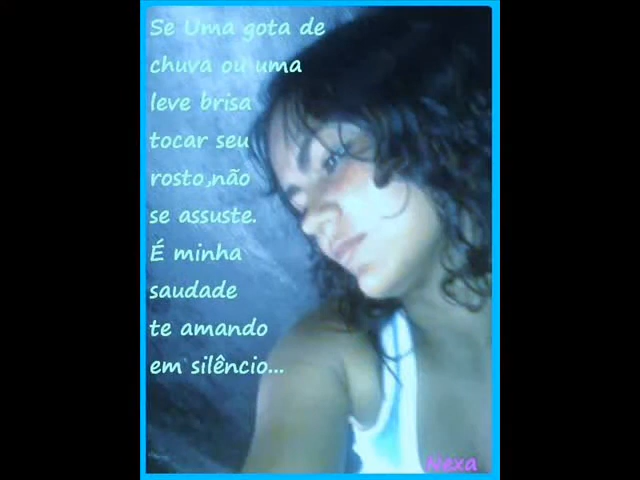 Se Uma gota de
chuva ou uma
leve brisa
tocar seu
rosto,não
se assuste.
É minha
saudade
te amando
em silêncio...
Nexa